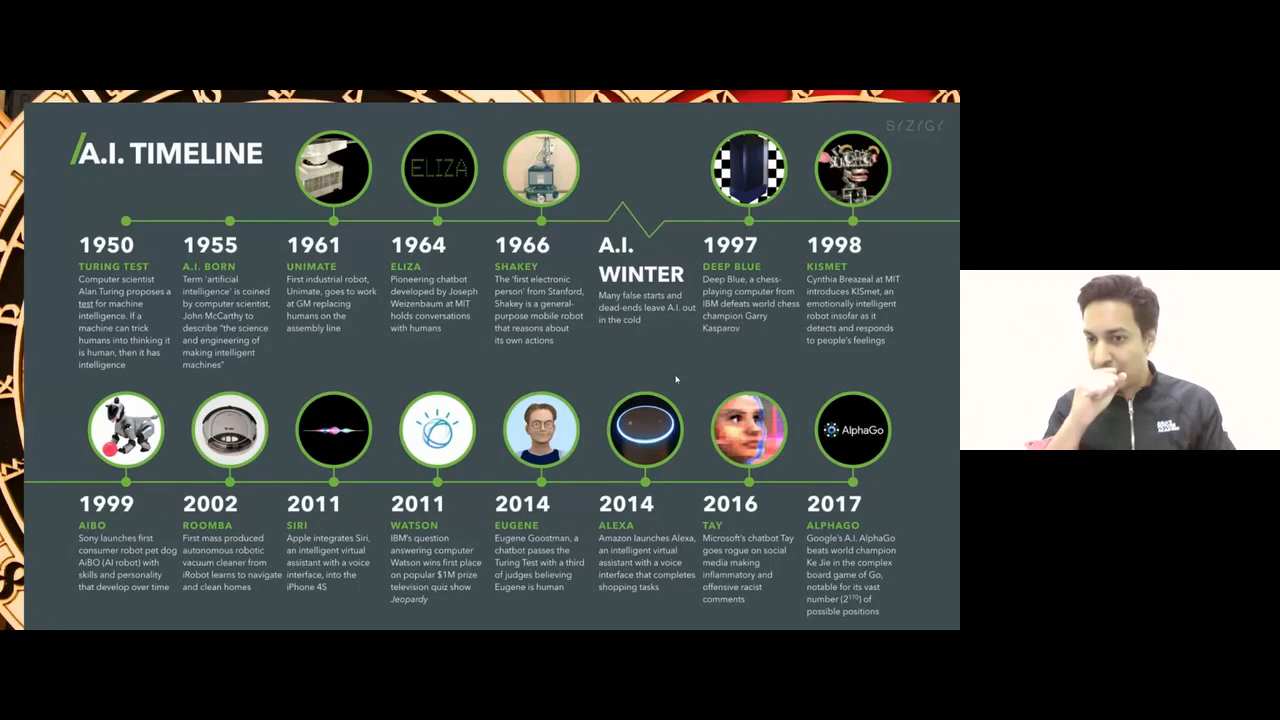 SYZYGY
A.I. TIMELINE
ELIZA
1950
TURING TEST
Computer scientist
Alan Turing proposes a
test for machine
intelligence. If a
machine can trick
humans into thinking it
is human, then it has
intelligence
1955
A.I. BORN
Term 'artificial
intelligence' is coined
by computer scientist,
John McCarthy to
describe "the science
and engineering of
making intelligent
machines"
1961
UNIMATE
First industrial robot,
Unimate, goes to work
at GM replacing
humans on the
assembly line
1964
ELIZA
Pioneering chatbot
developed by Joseph
Weizenbaum at MIT
holds conversations
with humans
1966
SHAKEY
The 'first electronic
person' from Stanford,
Shakey is a general-
purpose mobile robot
that reasons about
its own actions
A.I.
WINTER
Many false starts and
dead-ends leave A.I. out
in the cold
1997
DEEP BLUE
Deep Blue, a chess-
playing computer from
IBM defeats world chess
champion Garry
Kasparov
1998
KISMET
Cynthia Breazeal at MIT
introduces KISmet, an
emotionally intelligent
robot insofar as it
detects and responds
to people's feelings
AlphaGo
1999
AIBO
Sony launches first
consumer robot pet dog
AiBO (AI robot) with
skills and personality
that develop over time
2002
ROOMBA
First mass produced
autonomous robotic
vacuum cleaner from
iRobot learns to navigate
and clean homes
2011
SIRI
Apple integrates Siri,
an intelligent virtual
assistant with a voice
interface, into the
iPhone 4S
2011
WATSON
IBM's question
answering computer
Watson wins first place
on popular $1M prize
television quiz show
Jeopardy
2014
EUGENE
Eugene Goostman, a
chatbot passes the
Turing Test with a third
of judges believing
Eugene is human
2014
ALEXA
Amazon launches Alexa,
an intelligent virtual
assistant with a voice
interface that completes
shopping tasks
2016
TAY
Microsoft's chatbot Tay
goes rogue on social
media making
inflammatory and
offensive racist
comments
2017
ALPHAGO
Google's A.I. AlphaGo
beats world champion
Ke Jie in the complex
board game of Go,
notable for its vast
number (2¹⁷⁰) of
possible positions